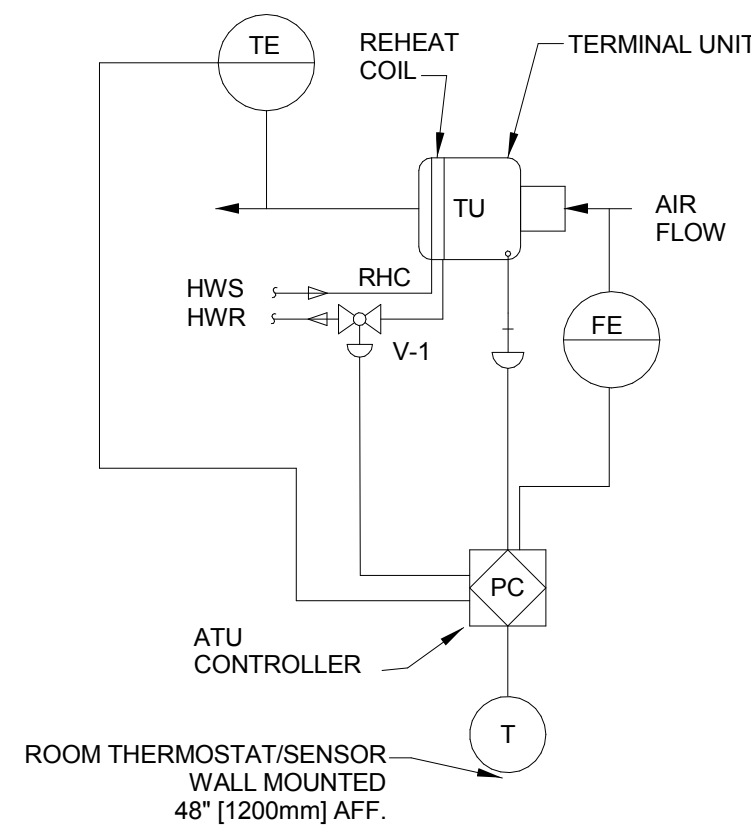 TE
REHEAT
COIL
TERMINAL UNIT
TU
AIR
FLOW
HWS
RHC
HWR
V-1
FE
PC
ATU
CONTROLLER
T
ROOM THERMOSTAT/SENSOR
WALL MOUNTED
48" [1200mm] AFF.